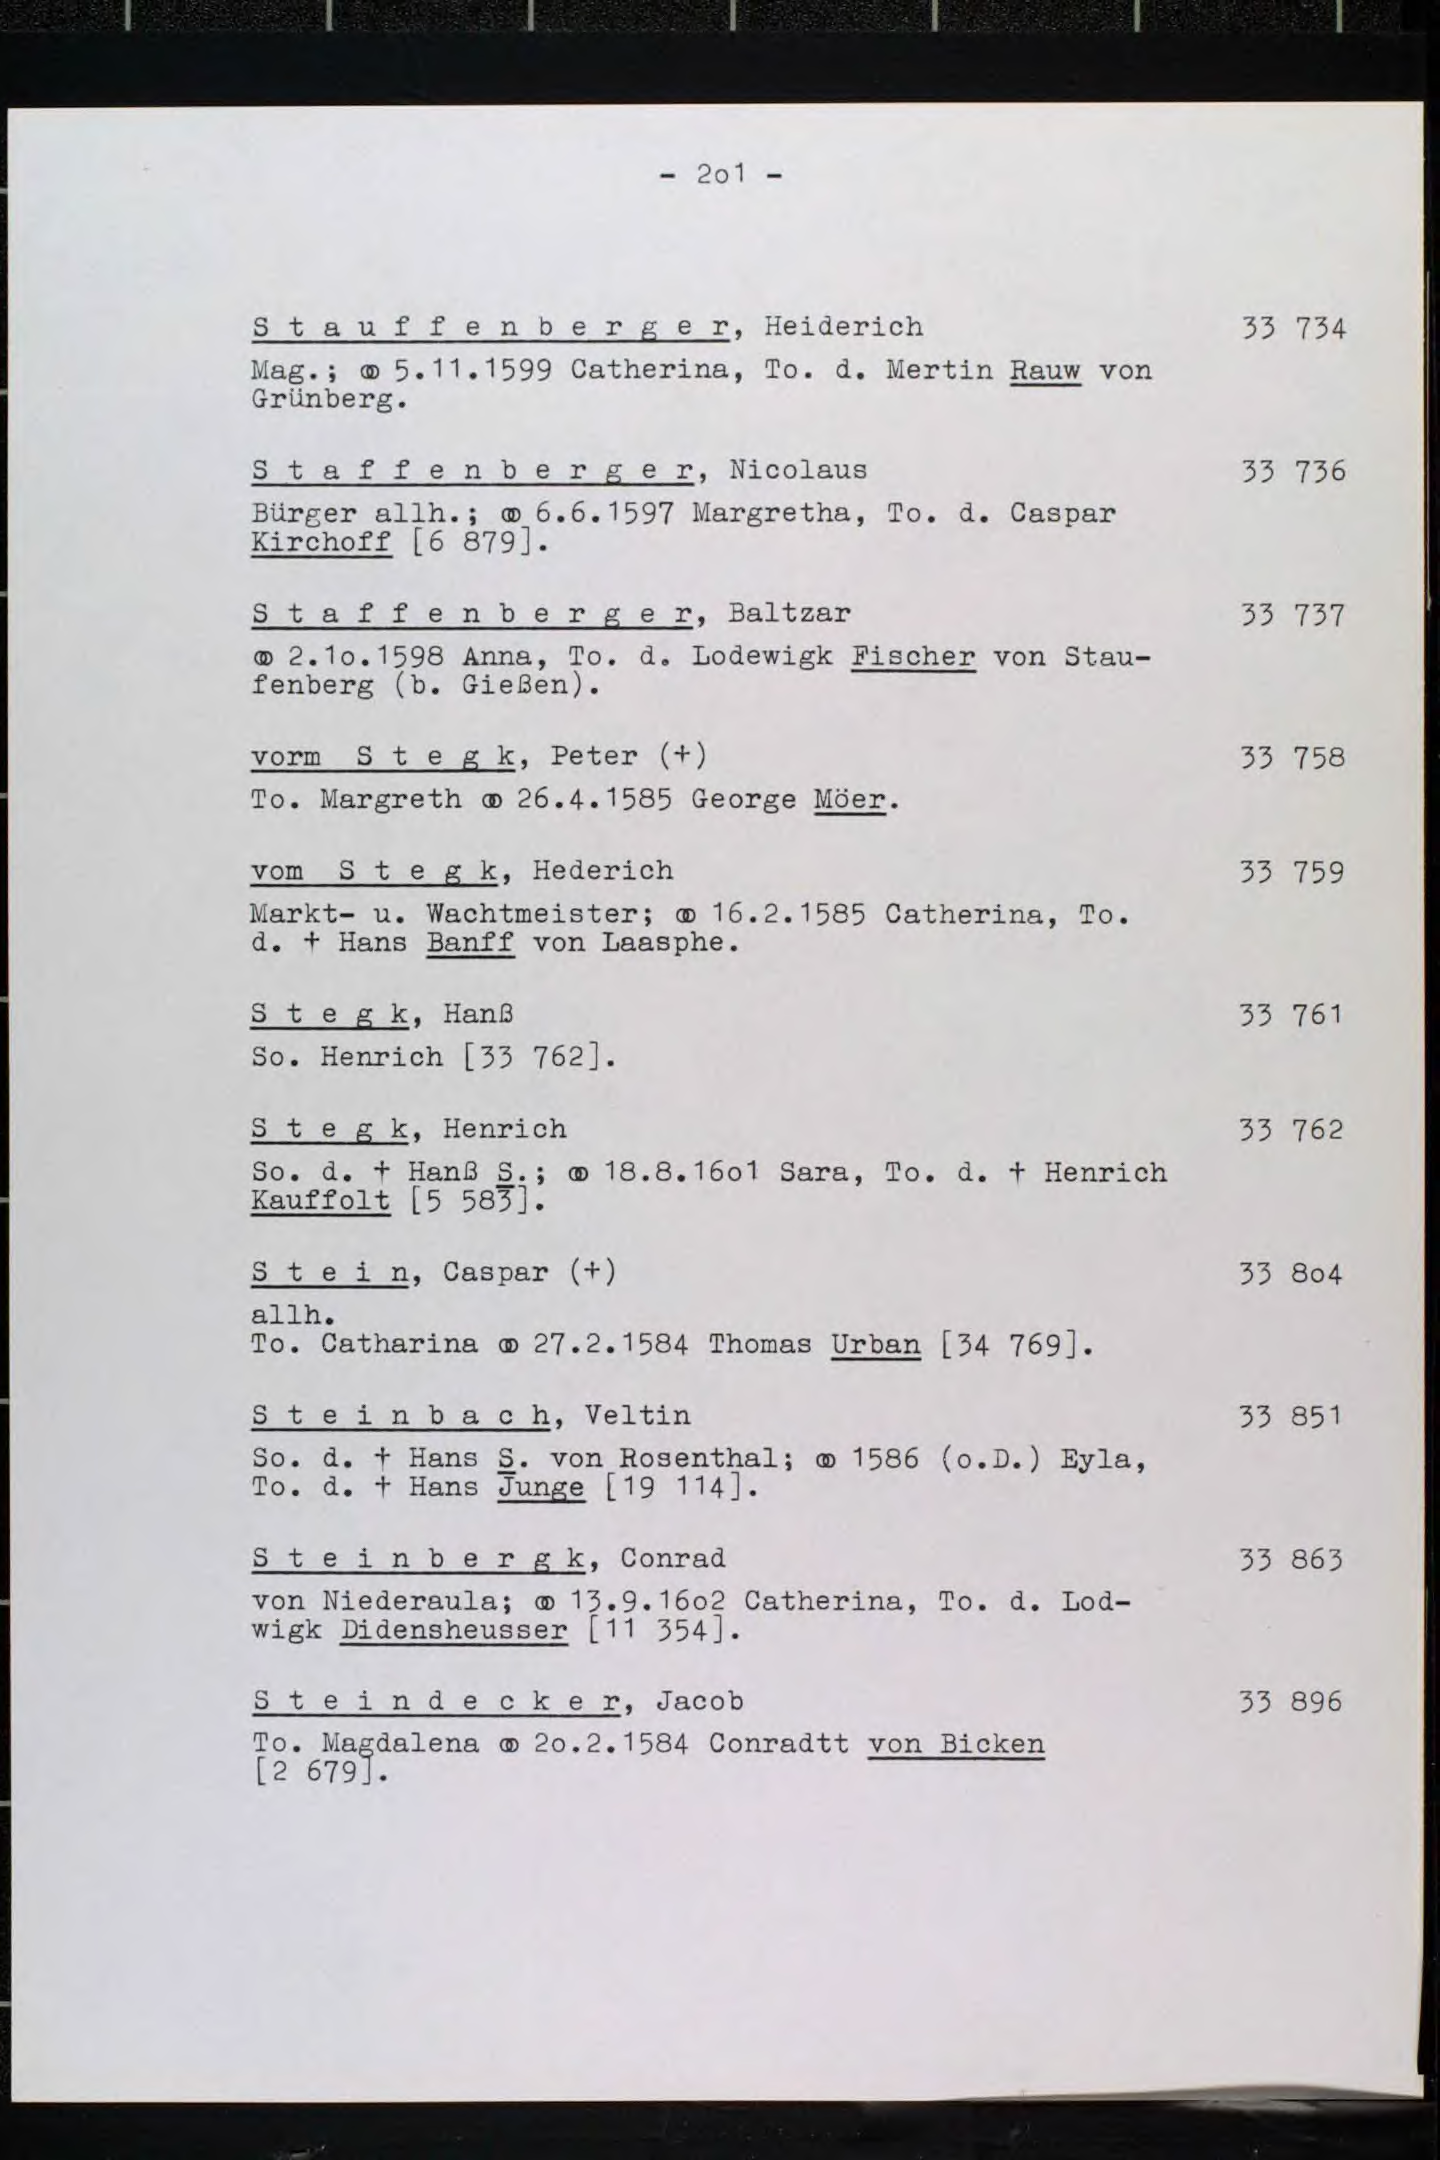 - 2o1 -
S t a u f f e n b e r g e r, Heiderich 33 734
Mag.; ⚭ 5.11.1599 Catherina, To. d. Mertin Rauw von
Grünberg.
S t a f f e n b e r g e r, Nicolaus 33 736
Bürger allh.; ⚭ 6.6.1597 Margretha, To. d. Caspar
Kirchoff [6 879].
S t a f f e n b e r g e r, Baltzar 33 737
⚭ 2.1o.1598 Anna, To. d. Lodewigk Fischer von Stau-
fenberg (b. Gießen).
vorm S t e g k, Peter (+) 33 758
To. Margreth ⚭ 26.4.1585 George Möer.
vom S t e g k, Hederich 33 759
Markt- u. Wachtmeister; ⚭ 16.2.1585 Catherina, To.
d. + Hans Banff von Laasphe.
S t e g k, Hanß 33 761
So. Henrich [33 762].
S t e g k, Henrich 33 762
So. d. + Hanß S.; ⚭ 18.8.16o1 Sara, To. d. + Henrich
Kauffolt [5 583].
S t e i n, Caspar (+) 33 8o4
allh.
To. Catharina ⚭ 27.2.1584 Thomas Urban [34 769].
S t e i n b a c h, Veltin 33 851
So. d. + Hans S. von Rosenthal; ⚭ 1586 (o.D.) Eyla,
To. d. + Hans Junge [19 114].
S t e i n b e r g k, Conrad 33 863
von Niederaula; ⚭ 13.9.16o2 Catherina, To. d. Lod-
wigk Didensheusser [11 354].
S t e i n d e c k e r, Jacob 33 896
To. Magdalena ⚭ 2o.2.1584 Conradtt von Bicken
[2 679].